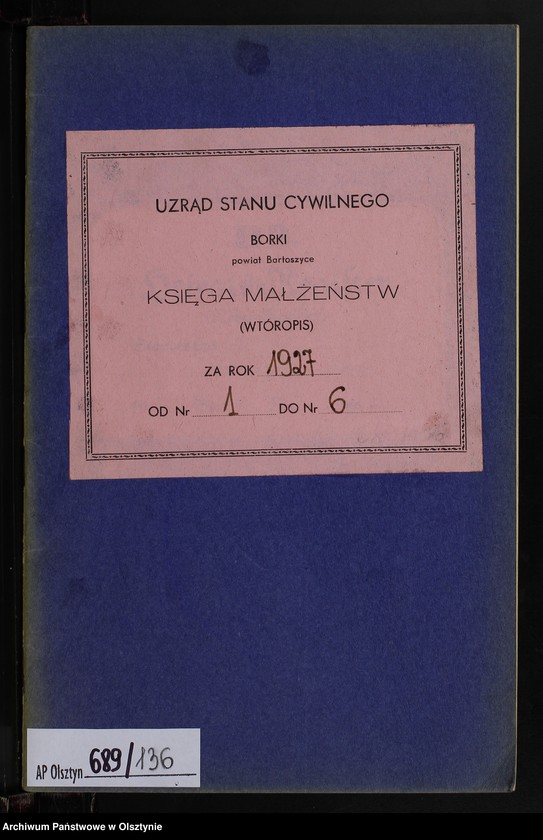 UZRĄD STANU CYWILNEGO
BORKI
powiat Bartoszyce
KSIĘGA MAŁŻEŃSTW
(WTÓROPIS)
ZA ROK 1927
OD Nr 1 DO Nr 6
AP Olsztyn 689/136
Archiwum Państwowe w Olsztynie